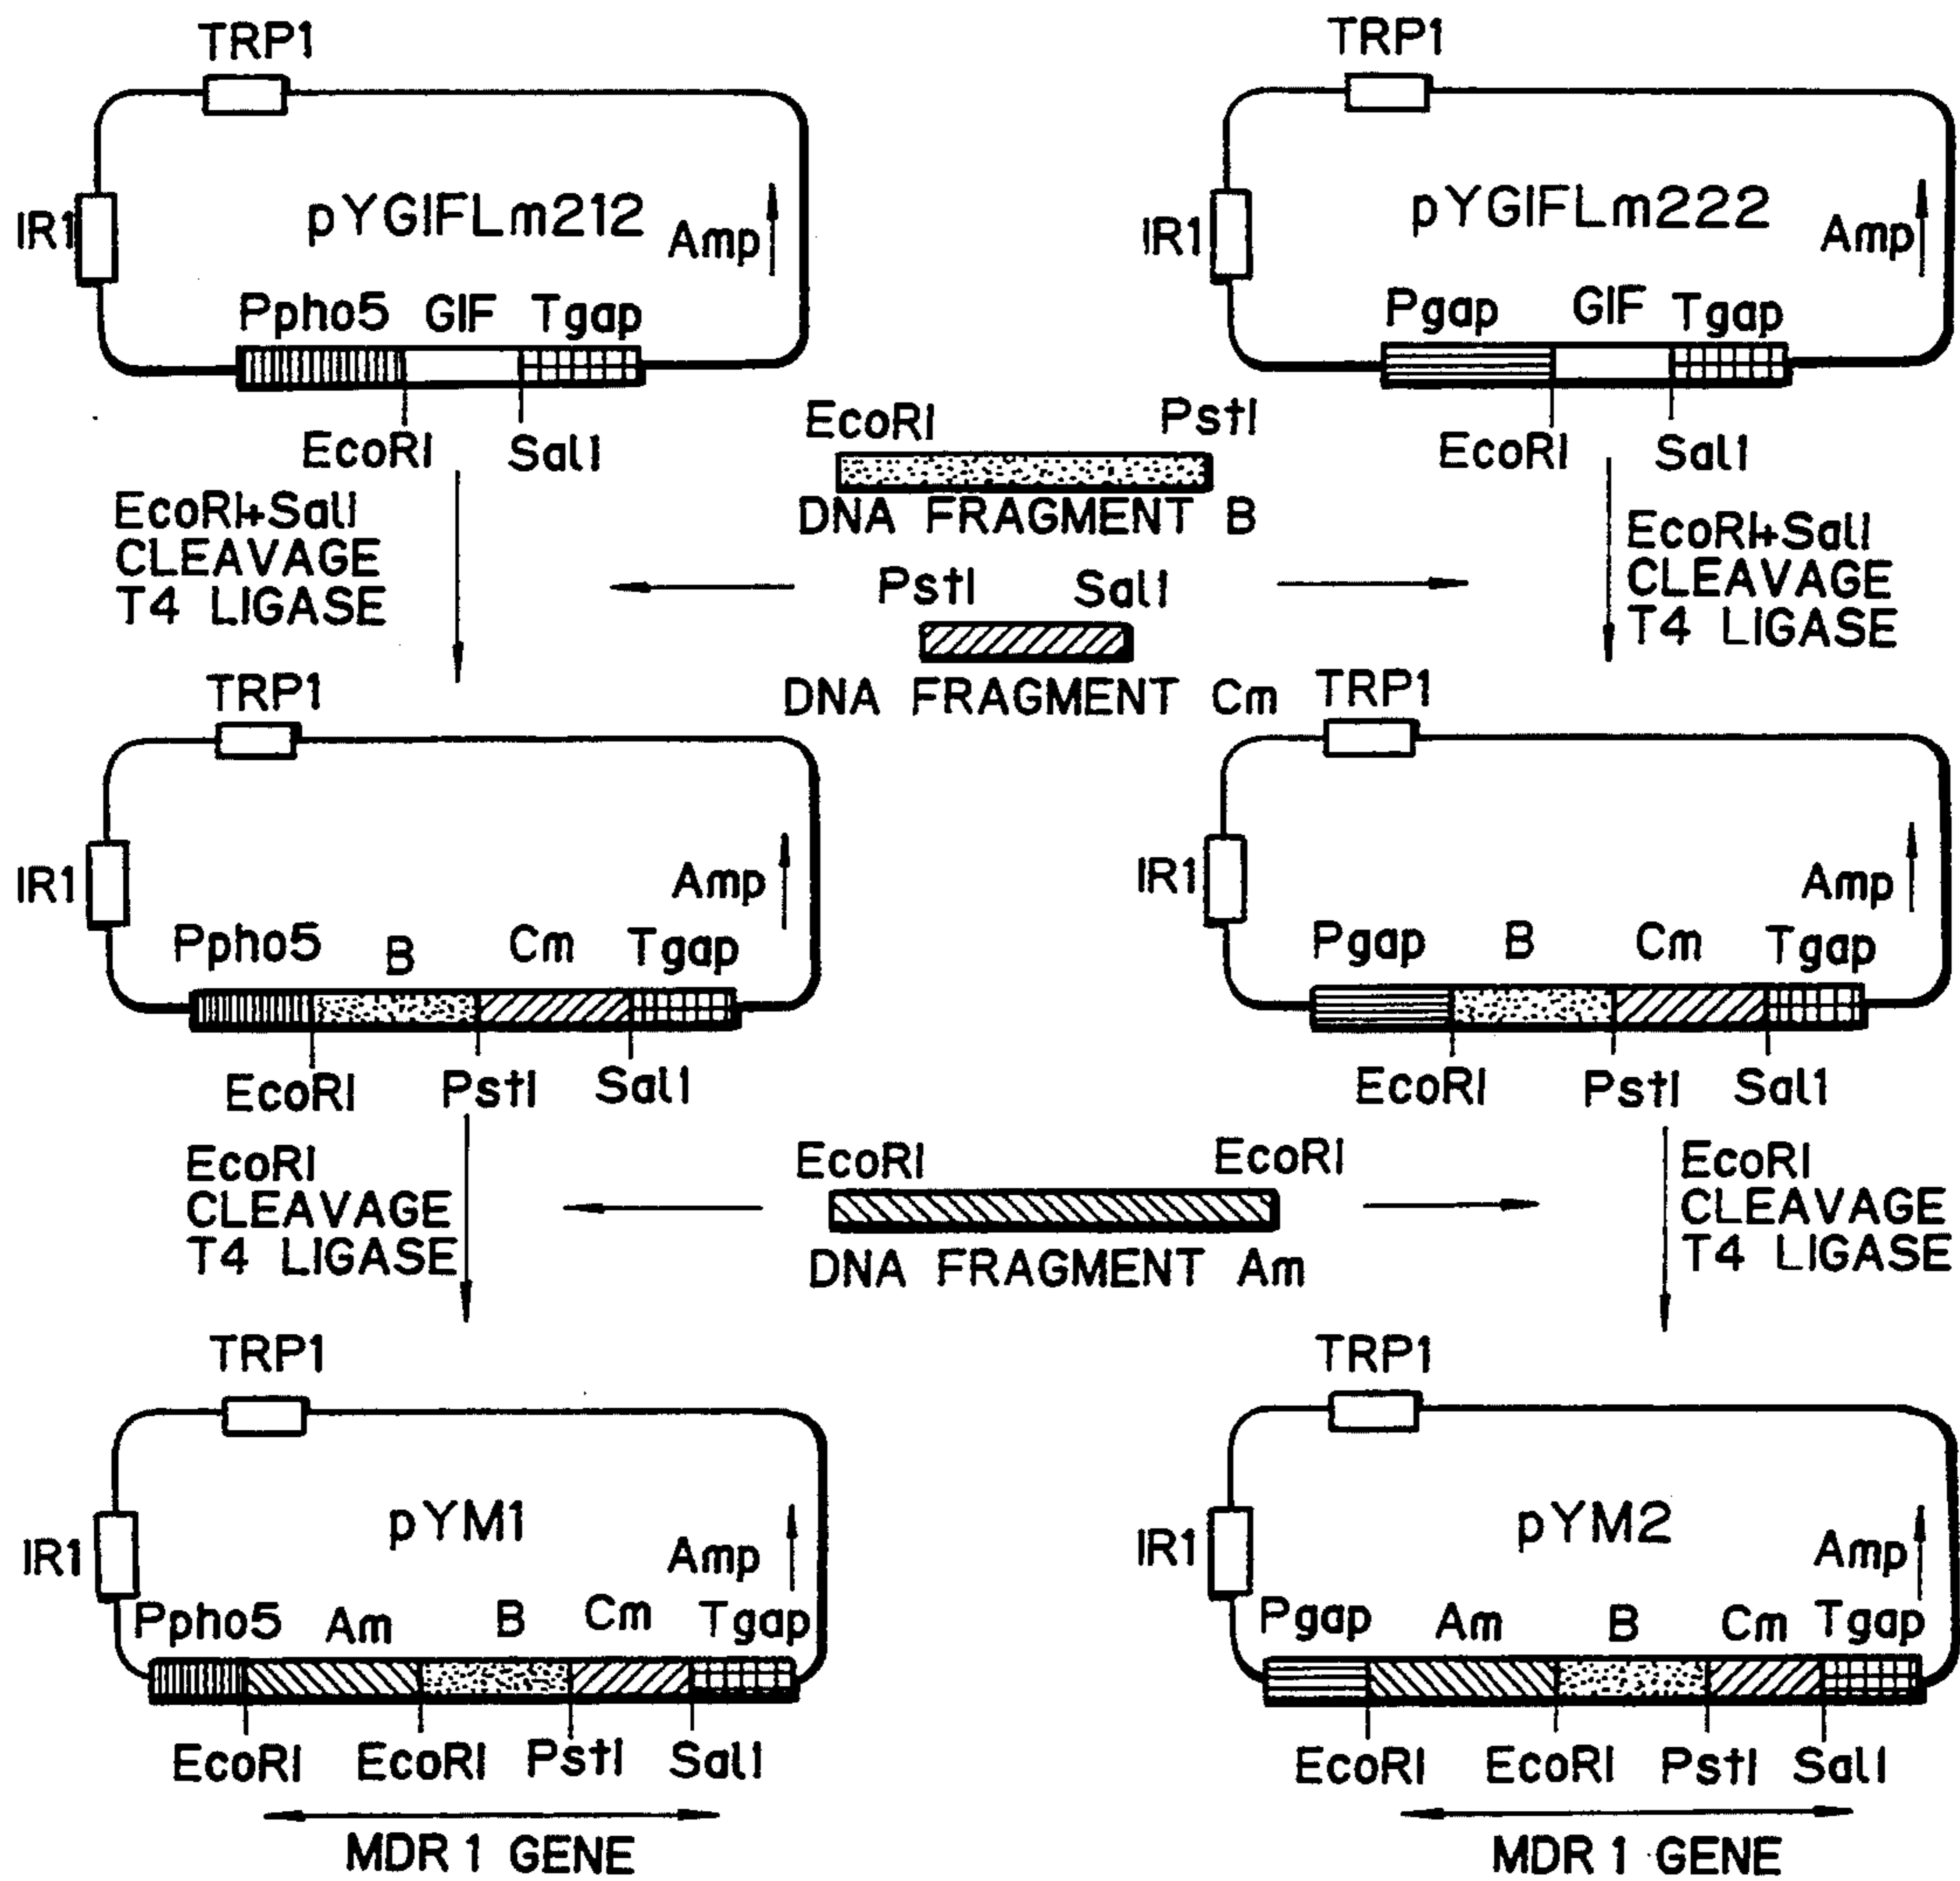 TRP1
TRP1
IR1
pYGIFLm212
Amp
IR1
pYGIFLm222
Amp
Ppho5 GIF Tgap
Pgap GIF Tgap
EcoRI SalI
EcoRI PstI
DNA FRAGMENT B
EcoRI SalI
EcoRI+SalI
CLEAVAGE
T4 LIGASE
PstI SalI
DNA FRAGMENT Cm
EcoRI+SalI
CLEAVAGE
T4 LIGASE
TRP1
TRP1
IR1
Amp
IR1
Amp
Ppho5 B Cm Tgap
Pgap B Cm Tgap
EcoRI PstI SalI
EcoRI PstI SalI
EcoRI
CLEAVAGE
T4 LIGASE
EcoRI EcoRI
DNA FRAGMENT Am
EcoRI
CLEAVAGE
T4 LIGASE
TRP1
TRP1
IR1
pYM1
Amp
IR1
pYM2
Amp
Ppho5 Am B Cm Tgap
Pgap Am B Cm Tgap
EcoRI EcoRI PstI SalI
EcoRI EcoRI PstI SalI
MDR 1 GENE
MDR 1 GENE